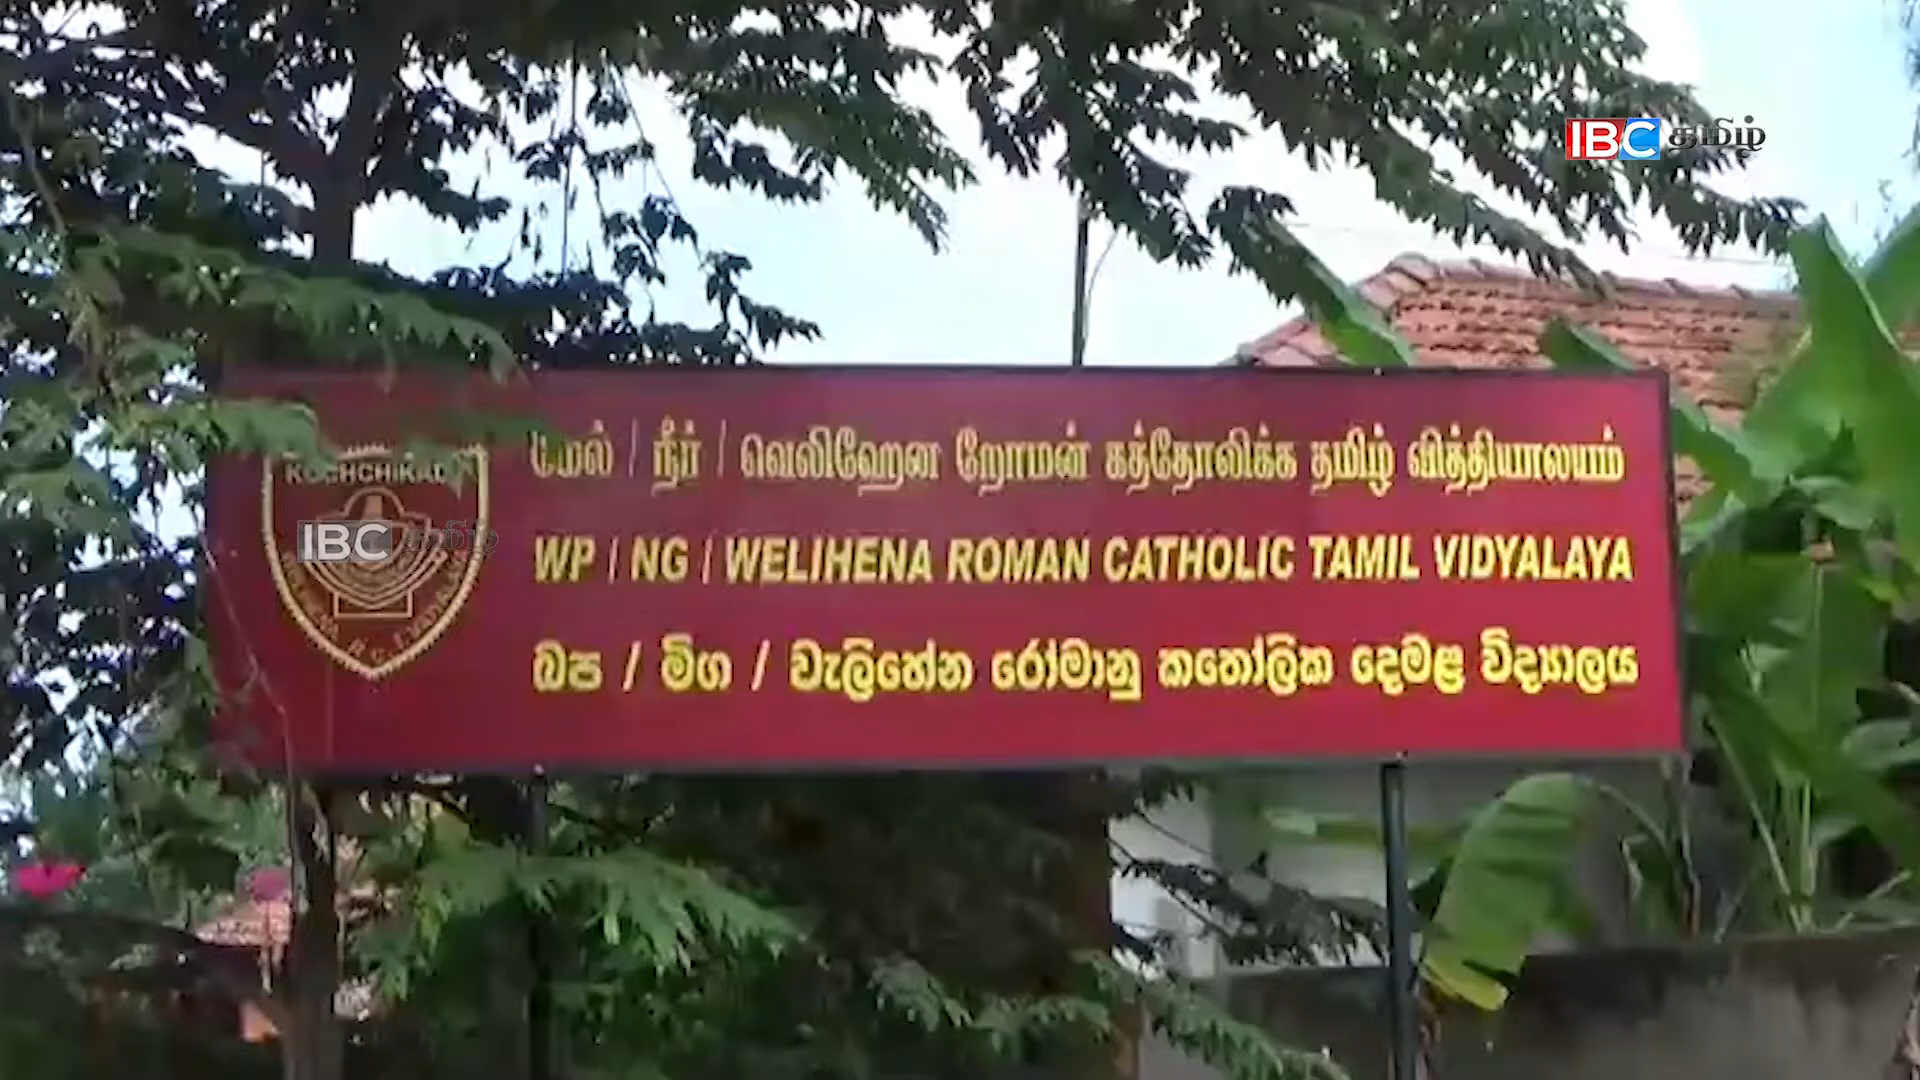 IBC தமிழ்
KOCHCHIKADE
IBC தமிழ்
மேல் / நீர் / வெலிஹேன றோமன் கத்தோலிக்க தமிழ் வித்தியாலயம்
WP / NG / WELIHENA ROMAN CATHOLIC TAMIL VIDYALAYA
බප / මීග / වැලිහේන රෝමානු කතෝලික දෙමළ විද්‍යාලය